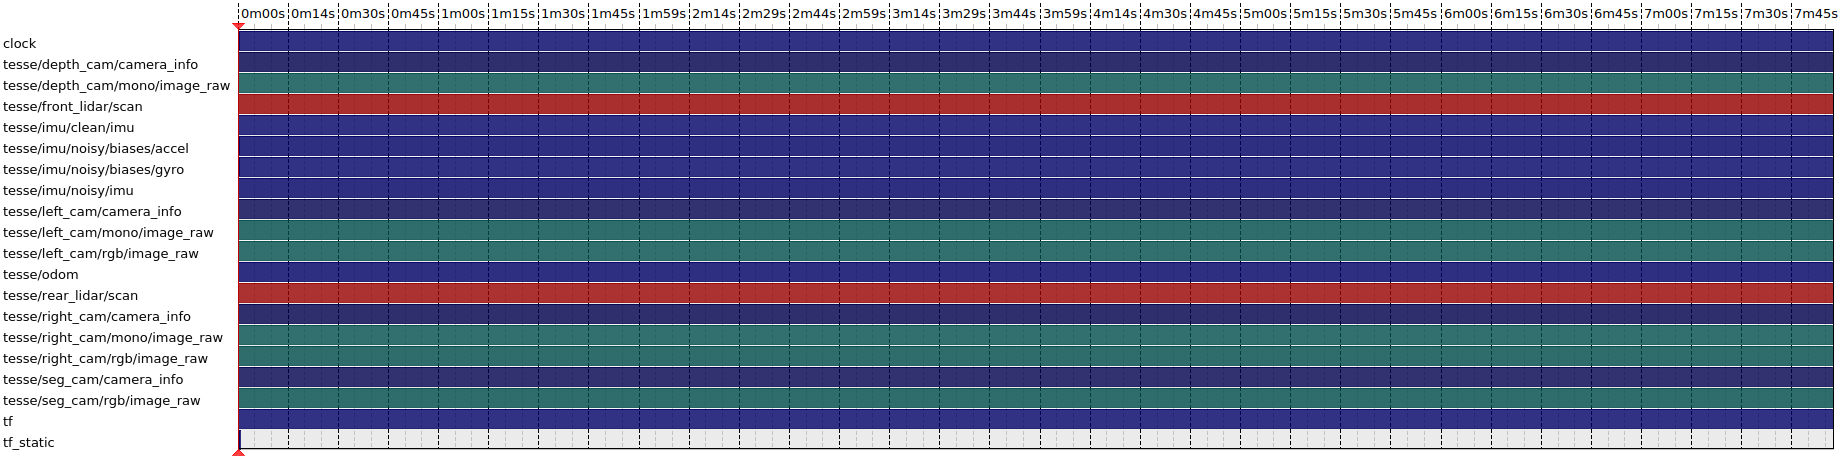 0m00s 0m14s 0m30s 0m45s 1m00s 1m15s 1m30s 1m45s 1m59s 2m14s 2m29s 2m44s 2m59s 3m14s 3m29s 3m44s 3m59s 4m14s 4m30s 4m45s 5m00s 5m15s 5m30s 5m45s 6m00s 6m15s 6m30s 6m45s 7m00s 7m15s 7m30s 7m45s
clock
tesse/depth_cam/camera_info
tesse/depth_cam/mono/image_raw
tesse/front_lidar/scan
tesse/imu/clean/imu
tesse/imu/noisy/biases/accel
tesse/imu/noisy/biases/gyro
tesse/imu/noisy/imu
tesse/left_cam/camera_info
tesse/left_cam/mono/image_raw
tesse/left_cam/rgb/image_raw
tesse/odom
tesse/rear_lidar/scan
tesse/right_cam/camera_info
tesse/right_cam/mono/image_raw
tesse/right_cam/rgb/image_raw
tesse/seg_cam/camera_info
tesse/seg_cam/rgb/image_raw
tf
tf_static